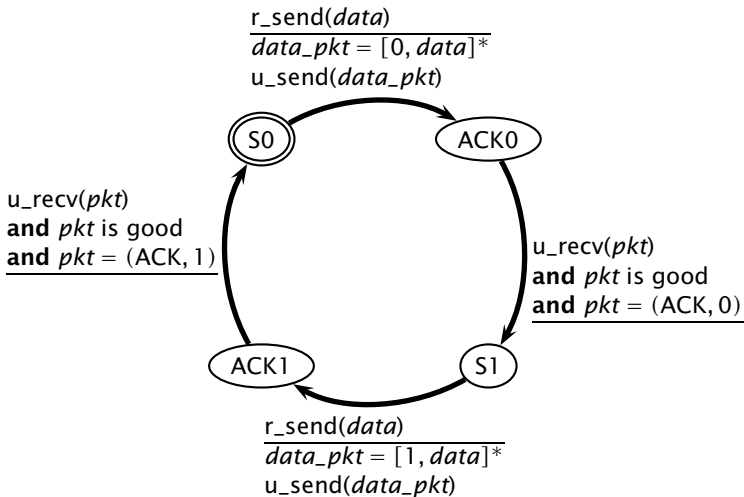 r_send(data)
data_pkt = [0, data]*
u_send(data_pkt)
S0
ACK0
u_recv(pkt)
and pkt is good
and pkt = (ACK, 1)
u_recv(pkt)
and pkt is good
and pkt = (ACK, 0)
ACK1
S1
r_send(data)
data_pkt = [1, data]*
u_send(data_pkt)